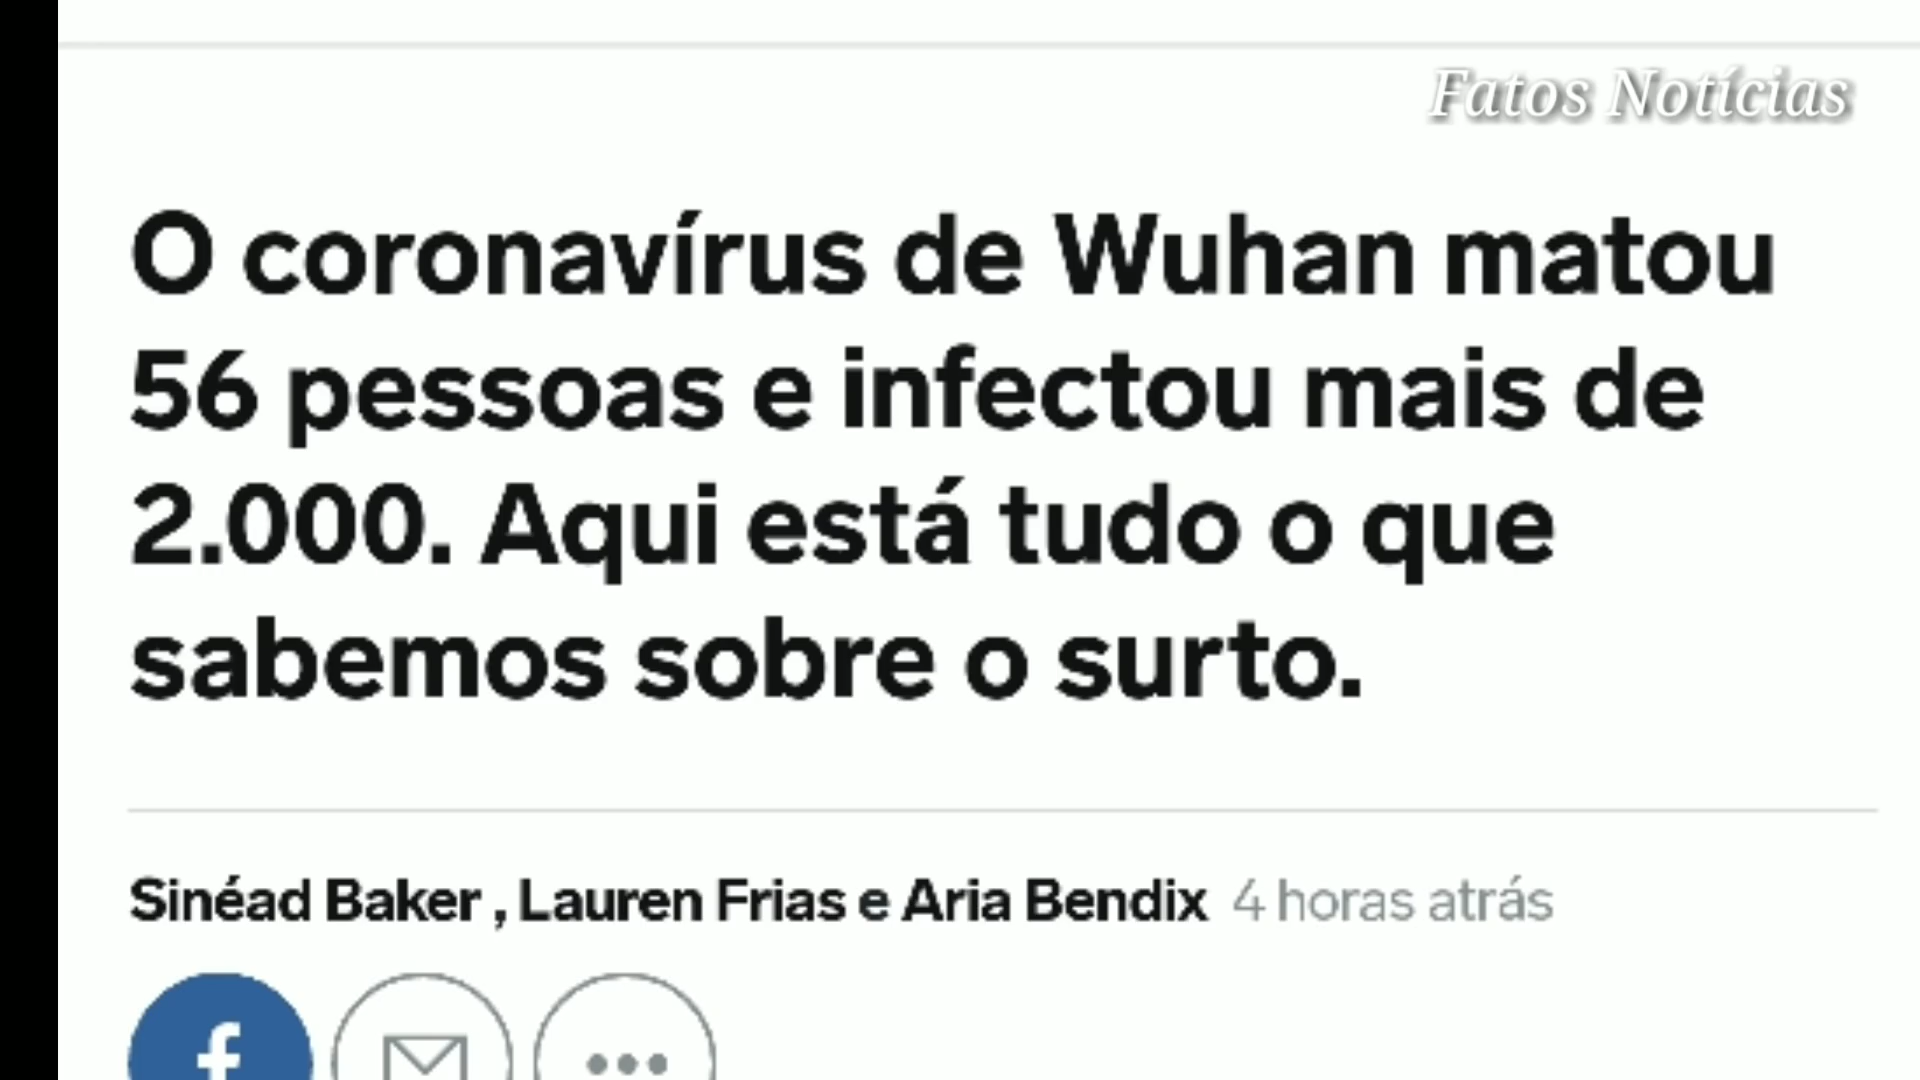 Fatos Notícias
O coronavírus de Wuhan matou
56 pessoas e infectou mais de
2.000. Aqui está tudo o que
sabemos sobre o surto.
Sinéad Baker , Lauren Frias e Aria Bendix 4 horas atrás